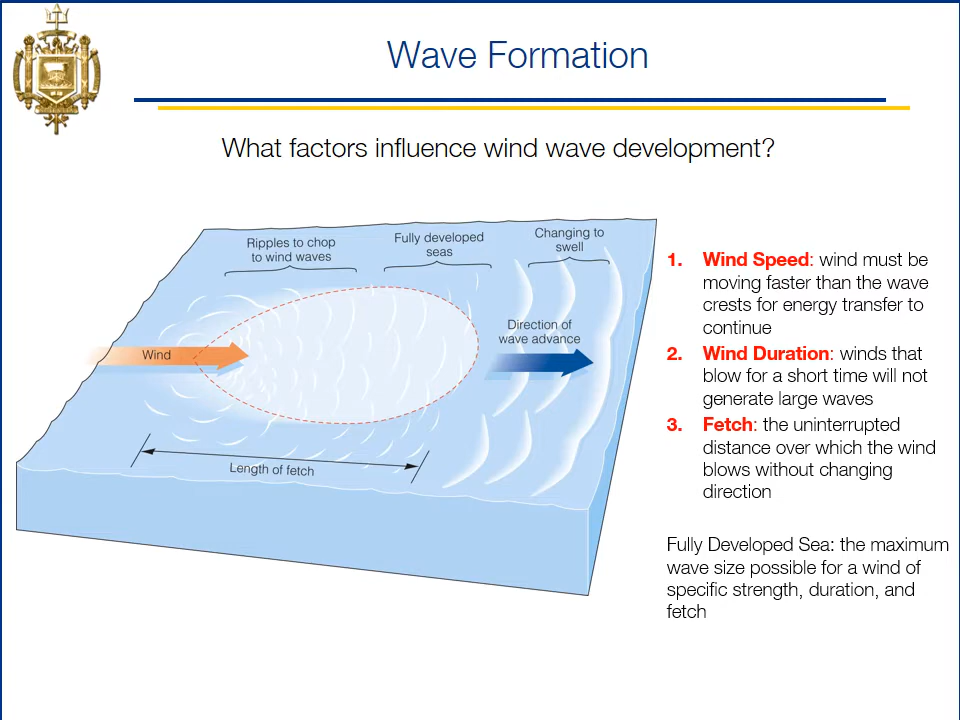 Wave Formation
What factors influence wind wave development?
Ripples to chop
to wind waves
Fully developed
seas
Changing to
swell
Wind
Direction of
wave advance
Length of fetch
1. Wind Speed: wind must be
moving faster than the wave
crests for energy transfer to
continue
2. Wind Duration: winds that
blow for a short time will not
generate large waves
3. Fetch: the uninterrupted
distance over which the wind
blows without changing
direction
Fully Developed Sea: the maximum
wave size possible for a wind of
specific strength, duration, and
fetch